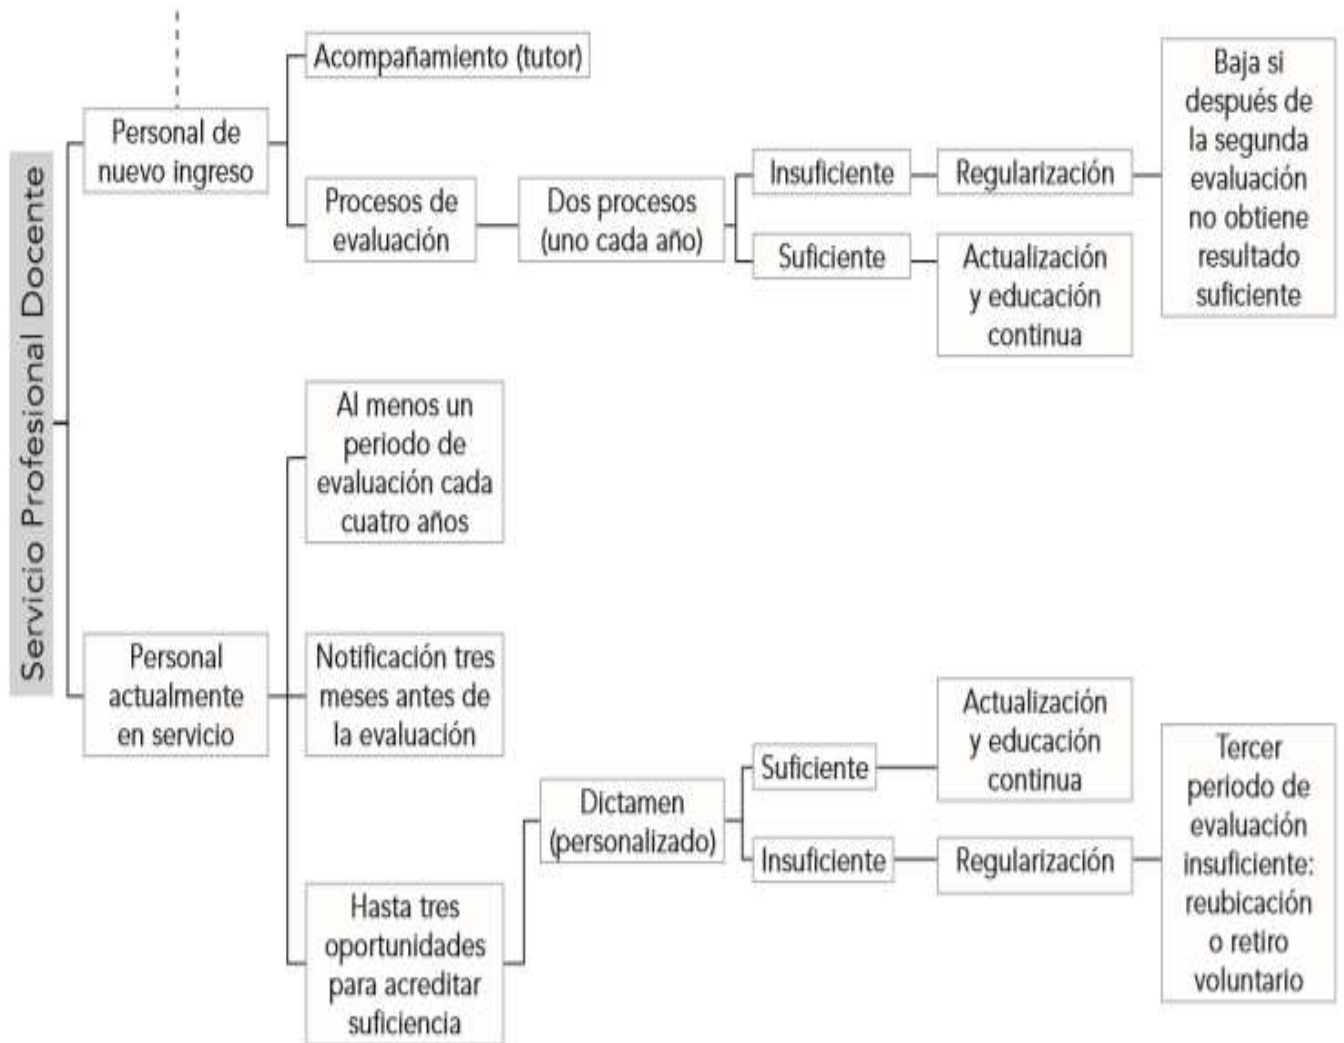 Servicio Profesional Docente
Personal de
nuevo ingreso
Acompañamiento (tutor)
Procesos de
evaluación
Dos procesos
(uno cada año)
Insuficiente
Regularización
Baja si
después de
la segunda
evaluación
no obtiene
resultado
suficiente
Suficiente
Actualización
y educación
continua
Personal
actualmente
en servicio
Al menos un
periodo de
evaluación cada
cuatro años
Notificación tres
meses antes de
la evaluación
Hasta tres
oportunidades
para acreditar
suficiencia
Dictamen
(personalizado)
Suficiente
Actualización
y educación
continua
Insuficiente
Regularización
Tercer
periodo de
evaluación
insuficiente:
reubicación
o retiro
voluntario